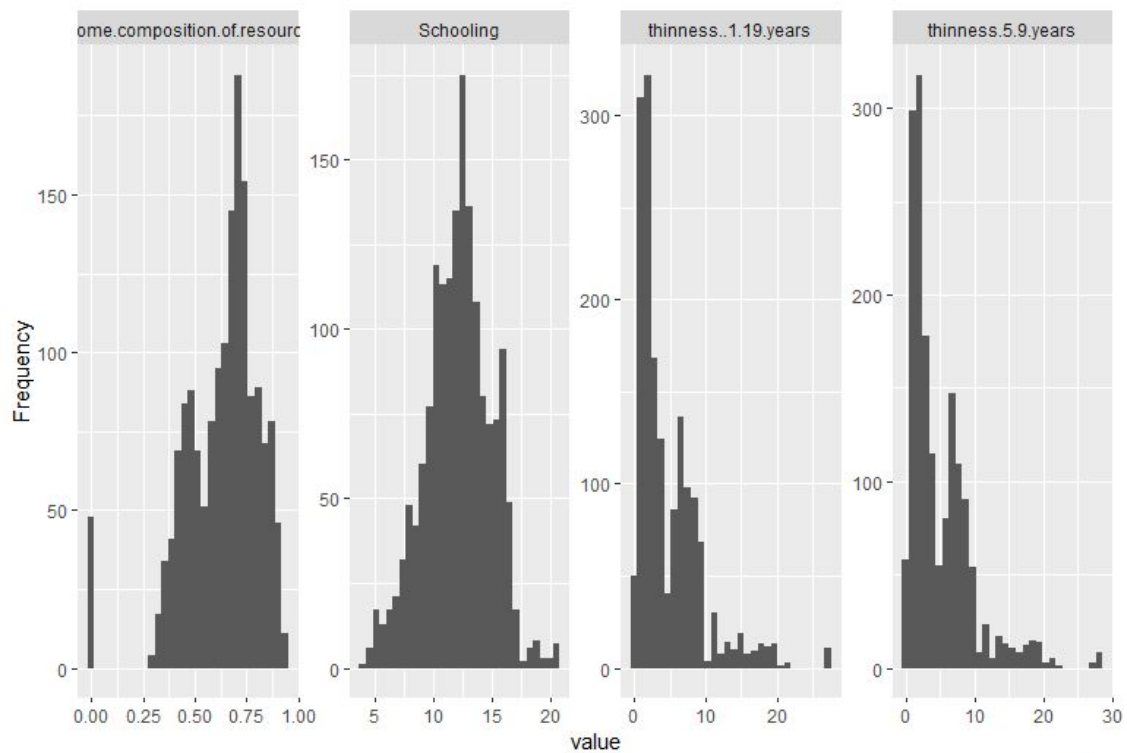 ome.composition.of.resourc
Schooling
thinness..1.19.years
thinness.5.9.years
Frequency
150
100
50
0
150
100
50
0
300
200
100
0
300
200
100
0
0.00 0.25 0.50 0.75 1.00
5 10 15 20
0 10 20
0 10 20 30
value